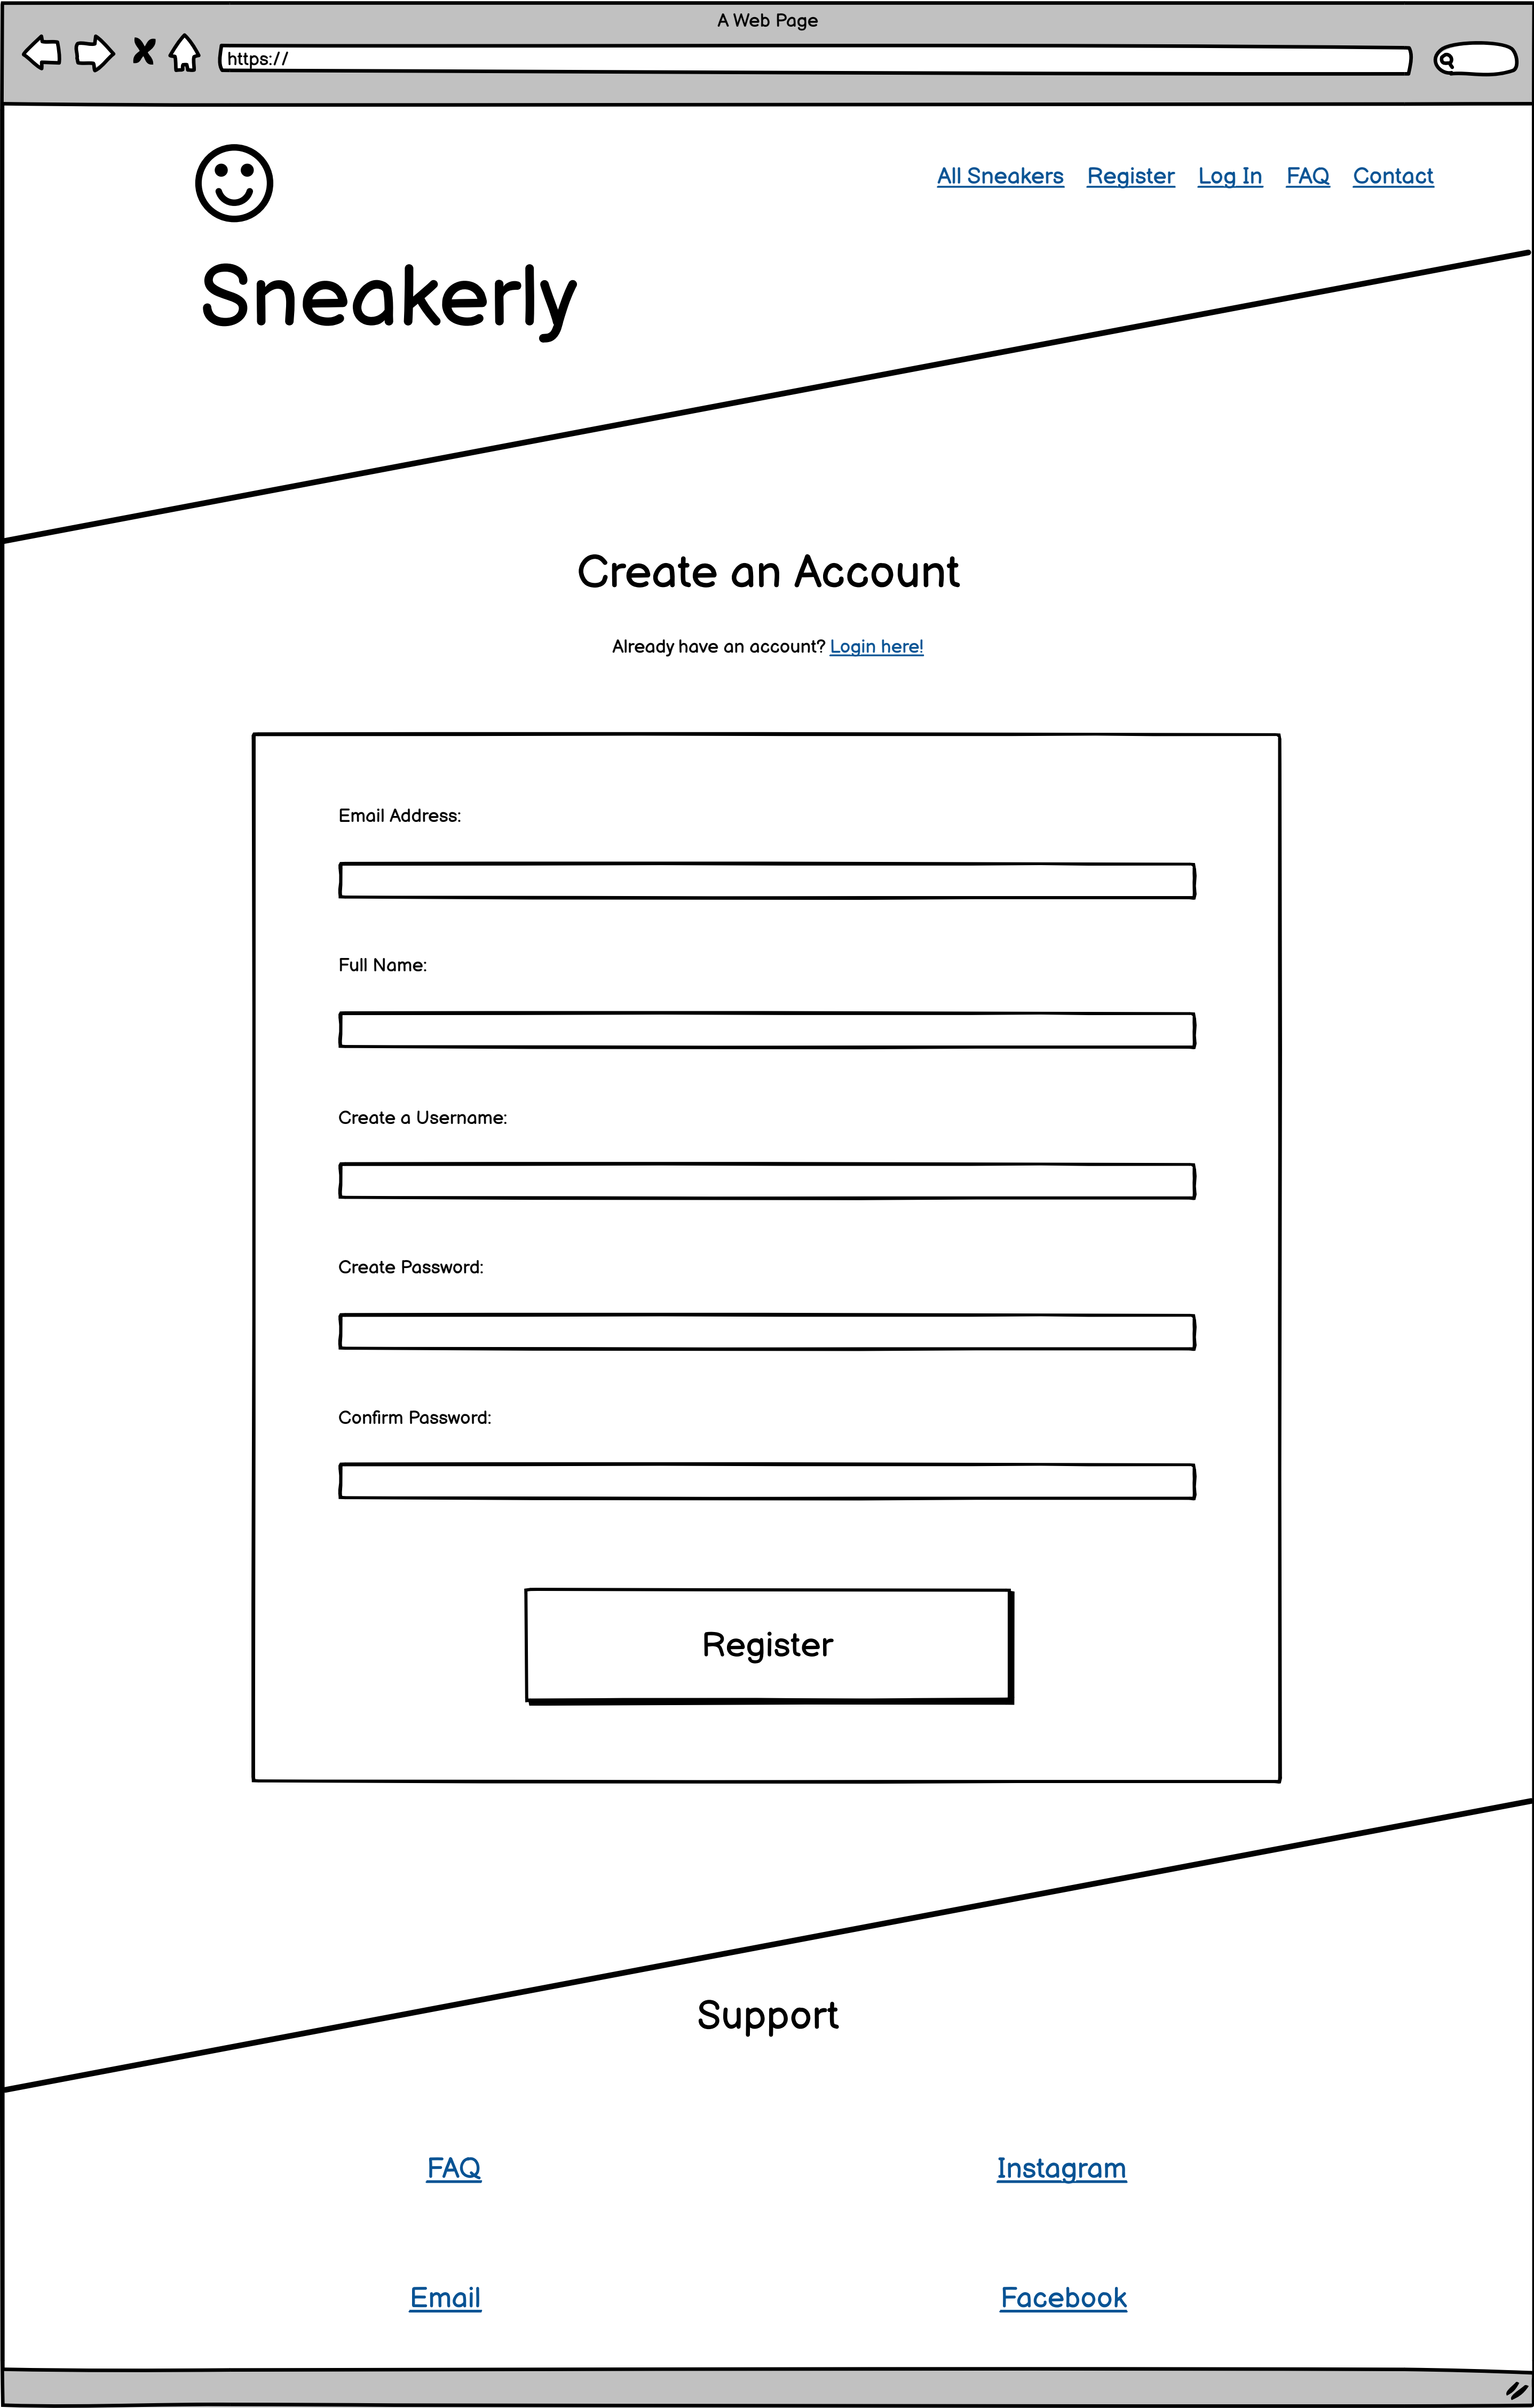 A Web Page
https://
All Sneakers Register Log In FAQ Contact
Sneakerly
Create an Account
Already have an account? Login here!
Email Address:
Full Name:
Create a Username:
Create Password:
Confirm Password:
Register
Support
FAQ Instagram
Email Facebook